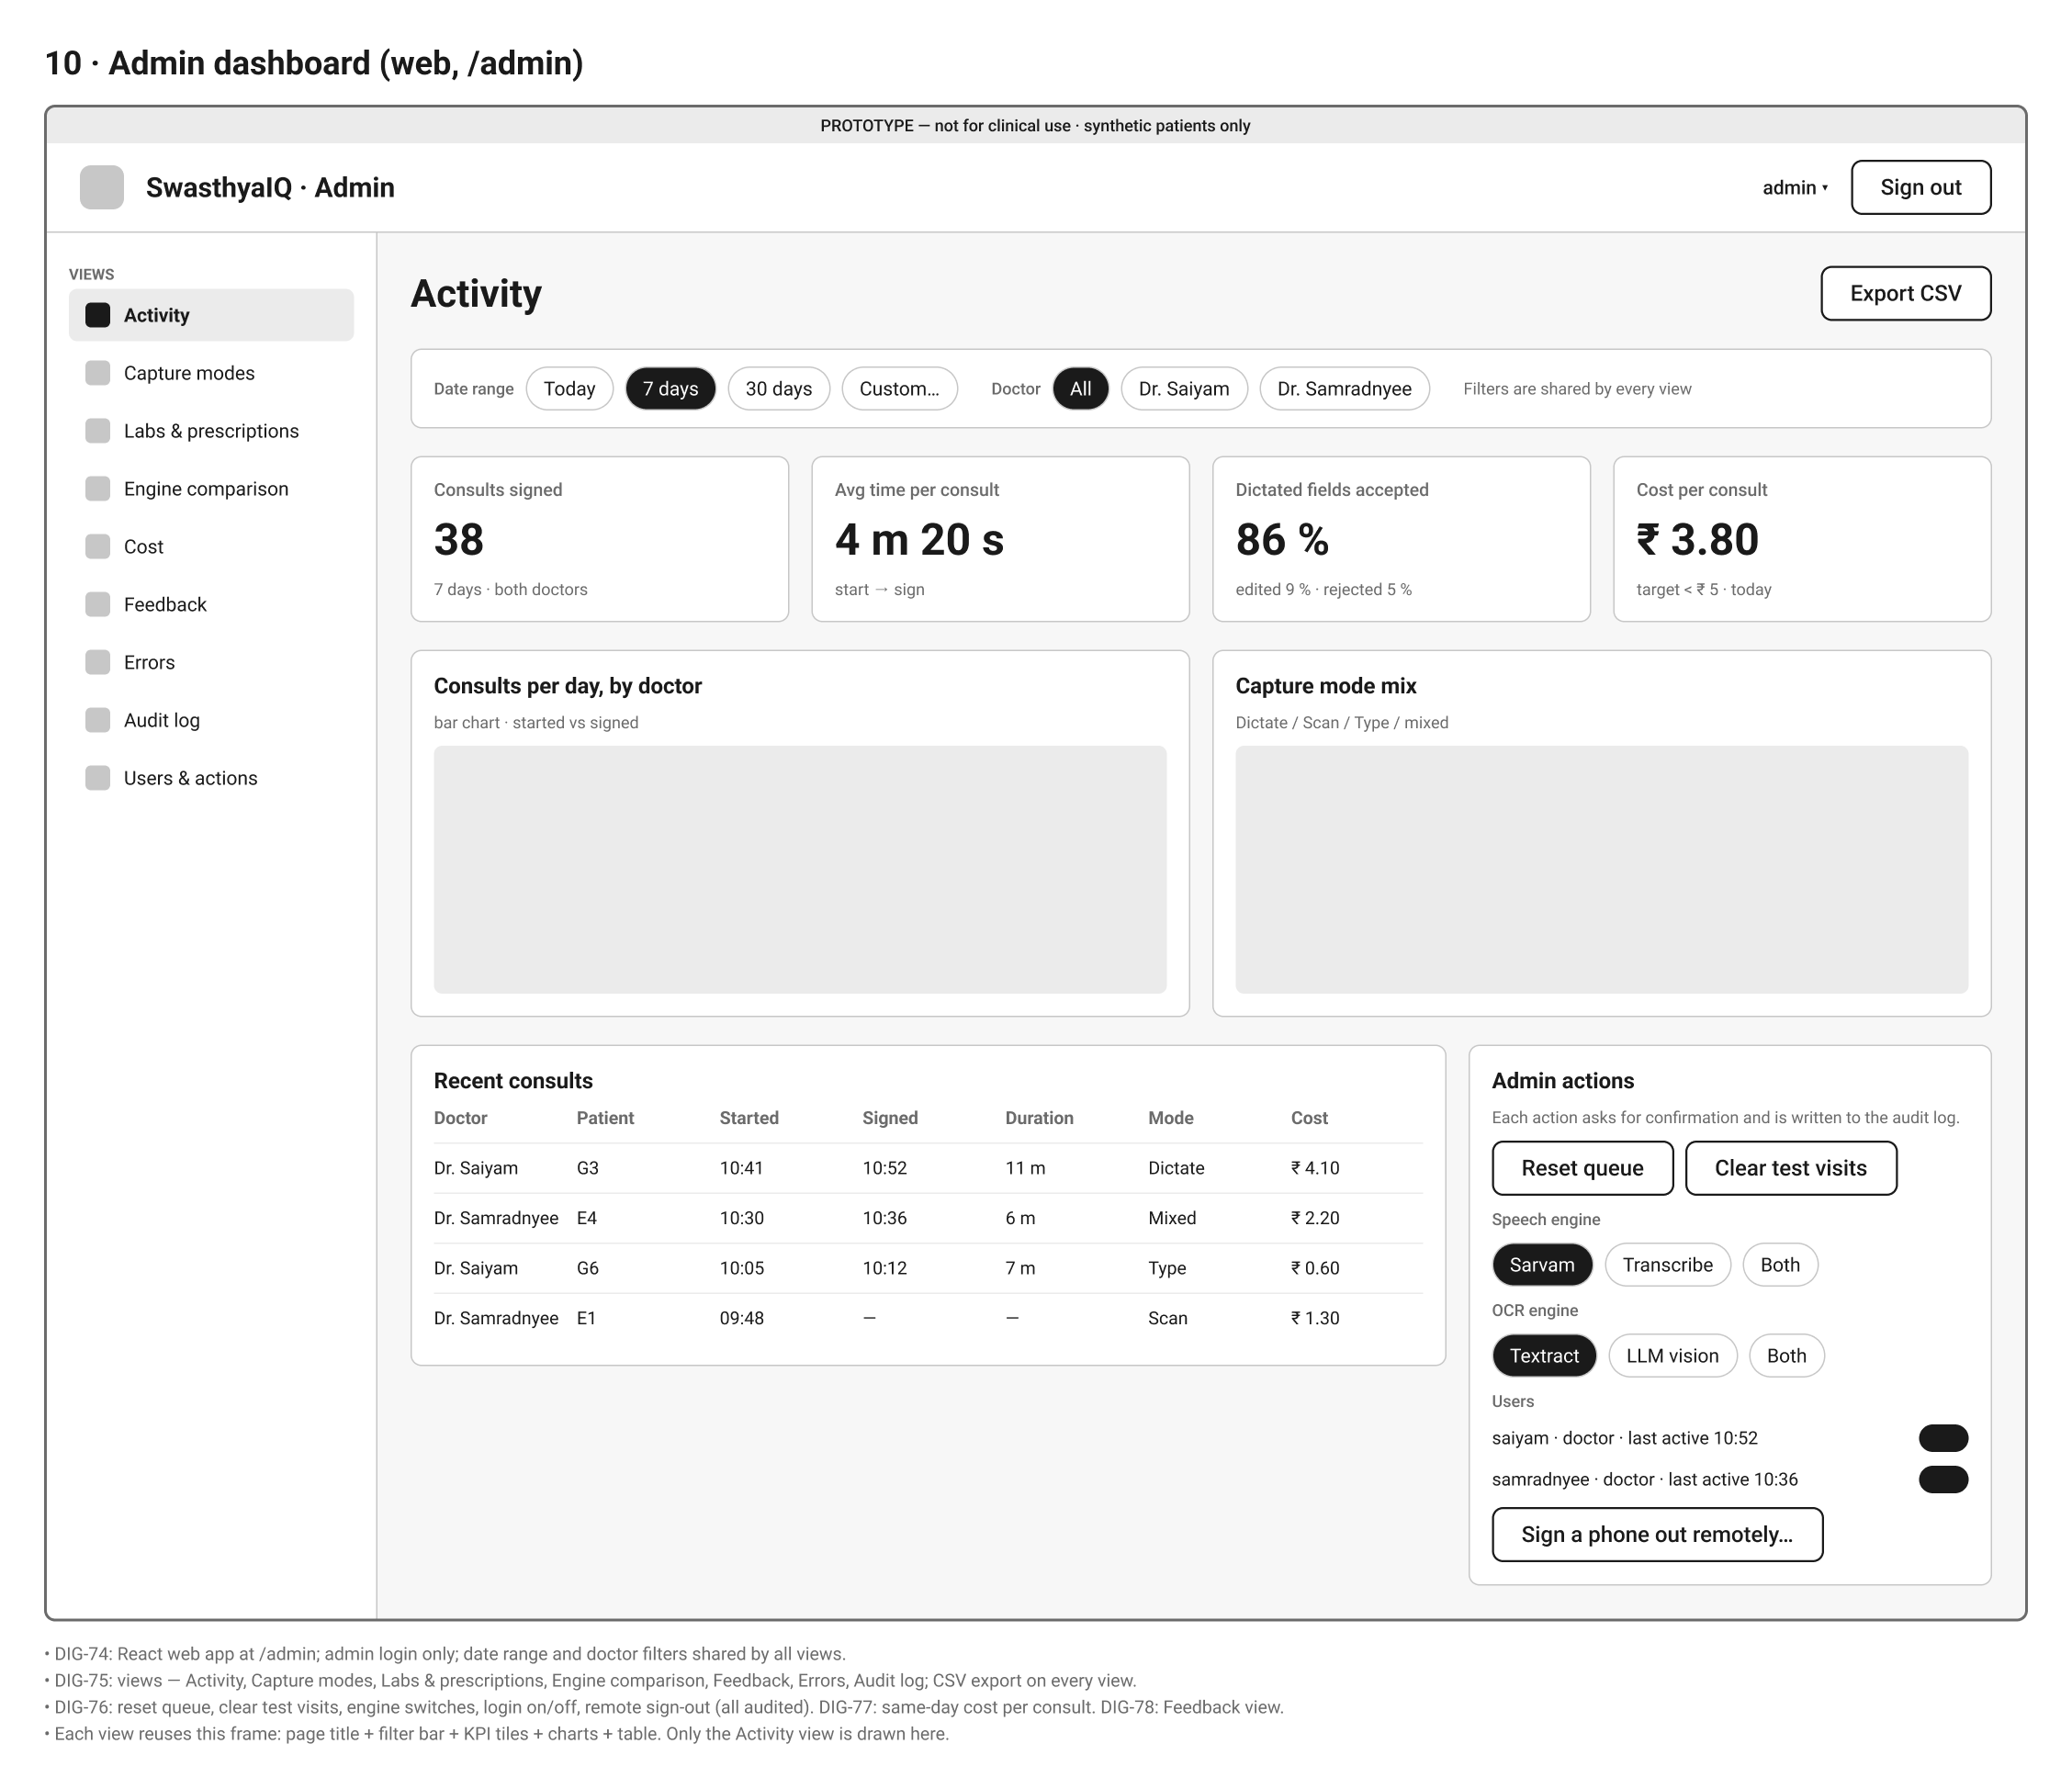 10 · Admin dashboard (web, /admin)
PROTOTYPE — not for clinical use · synthetic patients only
SwasthyaIQ · Admin
admin ▾
Sign out
VIEWS
Activity
Capture modes
Labs & prescriptions
Engine comparison
Cost
Feedback
Errors
Audit log
Users & actions
Activity
Export CSV
Date range Today 7 days 30 days Custom... Doctor All Dr. Saiyam Dr. Samradnyee Filters are shared by every view
Consults signed
38
7 days · both doctors
Avg time per consult
4 m 20 s
start → sign
Dictated fields accepted
86 %
edited 9 % · rejected 5 %
Cost per consult
₹ 3.80
target < ₹ 5 · today
Consults per day, by doctor
bar chart · started vs signed
Capture mode mix
Dictate / Scan / Type / mixed
Recent consults
Doctor Patient Started Signed Duration Mode Cost
Dr. Saiyam G3 10:41 10:52 11 m Dictate ₹ 4.10
Dr. Samradnyee E4 10:30 10:36 6 m Mixed ₹ 2.20
Dr. Saiyam G6 10:05 10:12 7 m Type ₹ 0.60
Dr. Samradnyee E1 09:48 — — Scan ₹ 1.30
Admin actions
Each action asks for confirmation and is written to the audit log.
Reset queue Clear test visits
Speech engine
Sarvam Transcribe Both
OCR engine
Textract LLM vision Both
Users
saiyam · doctor · last active 10:52
samradnyee · doctor · last active 10:36
Sign a phone out remotely...
• DIG-74: React web app at /admin; admin login only; date range and doctor filters shared by all views.
• DIG-75: views — Activity, Capture modes, Labs & prescriptions, Engine comparison, Feedback, Errors, Audit log; CSV export on every view.
• DIG-76: reset queue, clear test visits, engine switches, login on/off, remote sign-out (all audited). DIG-77: same-day cost per consult. DIG-78: Feedback view.
• Each view reuses this frame: page title + filter bar + KPI tiles + charts + table. Only the Activity view is drawn here.